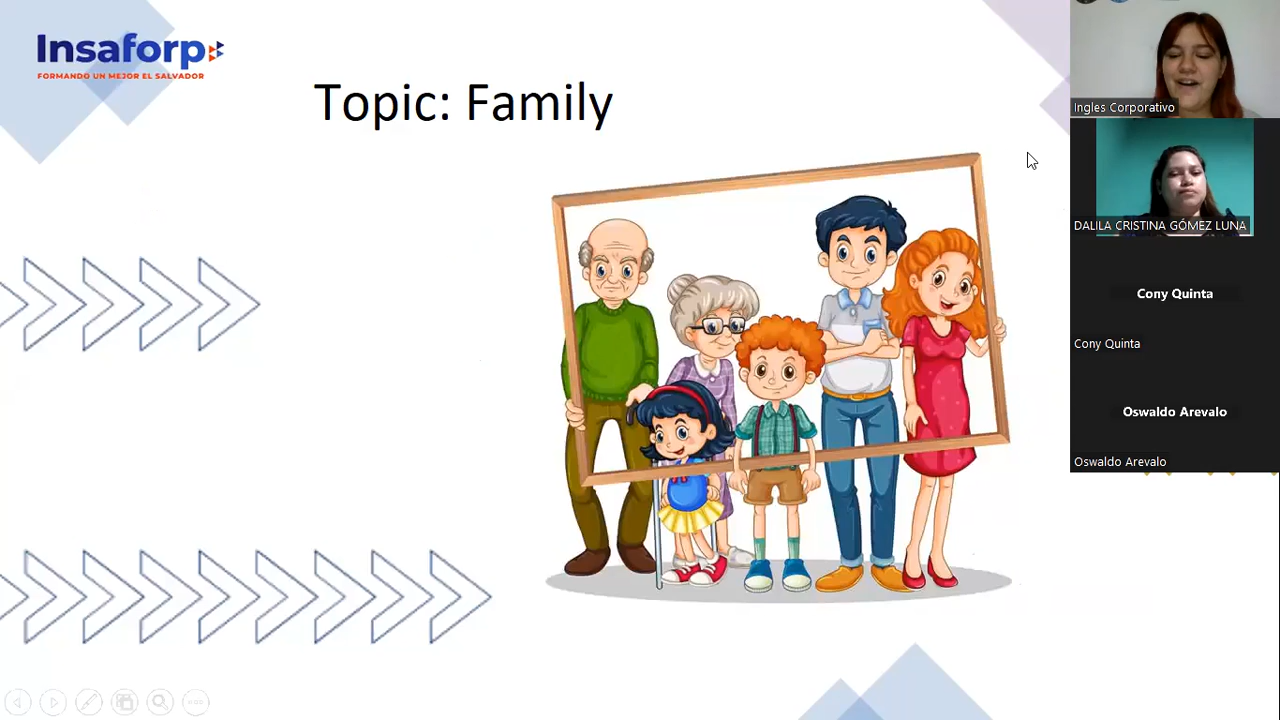 Insaforp
FORMANDO UN MEJOR EL SALVADOR
Topic: Family
Ingles Corporativo
DALILA CRISTINA GÓMEZ LUNA
Cony Quinta
Cony Quinta
Oswaldo Arevalo
Oswaldo Arevalo